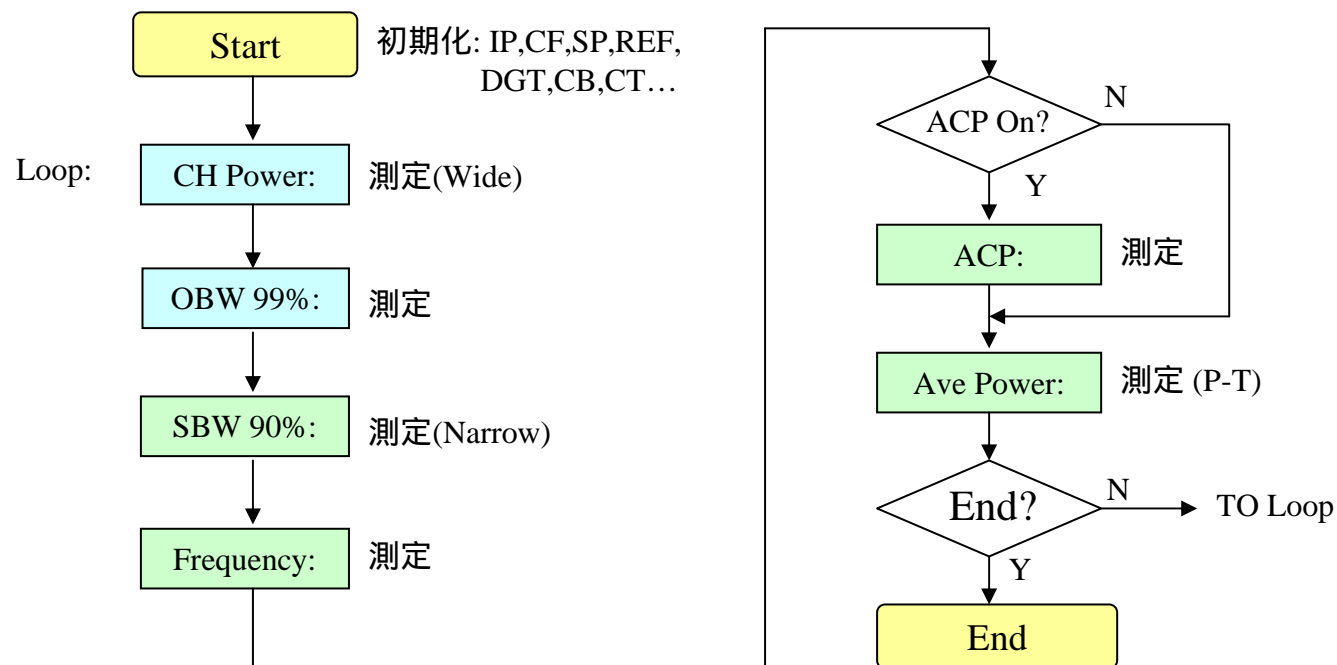 Start
初期化: IP,CF,SP,REF,
DGT,CB,CT…
Loop:
CH Power:
測定(Wide)
OBW 99%:
測定
SBW 90%:
測定(Narrow)
Frequency:
測定
ACP On?
N
Y
ACP:
測定
Ave Power:
測定 (P-T)
End?
N
TO Loop
Y
End